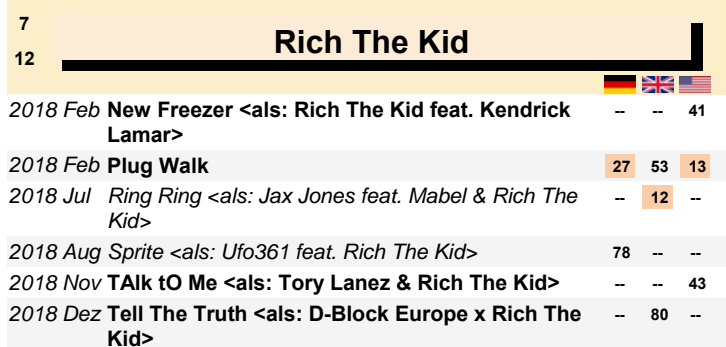 7
12
Rich The Kid
2018 Feb New Freezer <als: Rich The Kid feat. Kendrick -- -- 41
Lamar>
2018 Feb Plug Walk 27 53 13
2018 Jul Ring Ring <als: Jax Jones feat. Mabel & Rich The -- 12 --
Kid>
2018 Aug Sprite <als: Ufo361 feat. Rich The Kid> 78 -- --
2018 Nov TAlk tO Me <als: Tory Lanez & Rich The Kid> -- -- 43
2018 Dez Tell The Truth <als: D-Block Europe x Rich The -- 80 --
Kid>